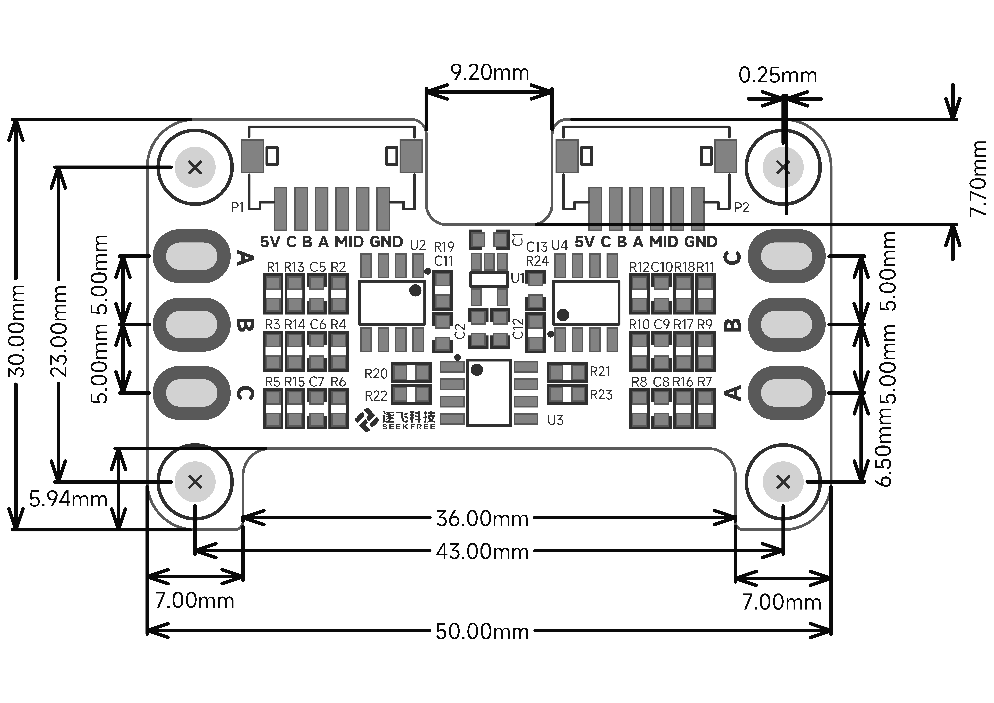 9.20mm
0.25mm
7.70mm
P1
P2
5V C B A MID GND
U2
R19
C1
C13
U4
5V C B A MID GND
C11
R24
A
C
R1 R13 C5 R2
U1
R12 C10 R18 R11
5.00mm
5.00mm
30.00mm
23.00mm
B
R3 R14 C6 R4
C2
C12
R10 C9 R17 R9
B
5.00mm
5.00mm
R20
R21
R5 R15 C7 R6
R8 C8 R16 R7
C
R22
R23
A
逐飞科技
SEEKFREE
U3
6.50mm
5.94mm
36.00mm
43.00mm
7.00mm
7.00mm
50.00mm